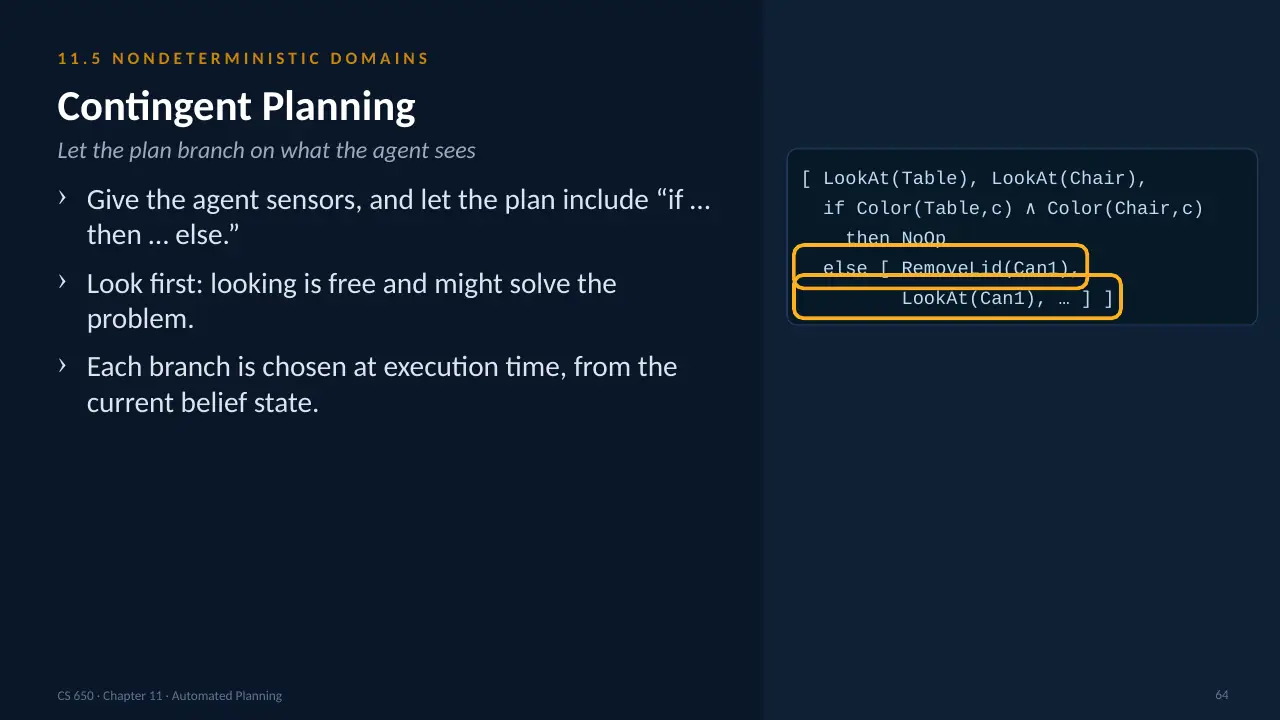 11.5 NONDETERMINISTIC DOMAINS
Contingent Planning
Let the plan branch on what the agent sees
› Give the agent sensors, and let the plan include “if …
then … else.”
› Look first: looking is free and might solve the
problem.
› Each branch is chosen at execution time, from the
current belief state.
[ LookAt(Table), LookAt(Chair),
if Color(Table,c) ∧ Color(Chair,c)
then NoOp
else [ RemoveLid(Can1),
LookAt(Can1), … ] ]
CS 650 · Chapter 11 · Automated Planning
64